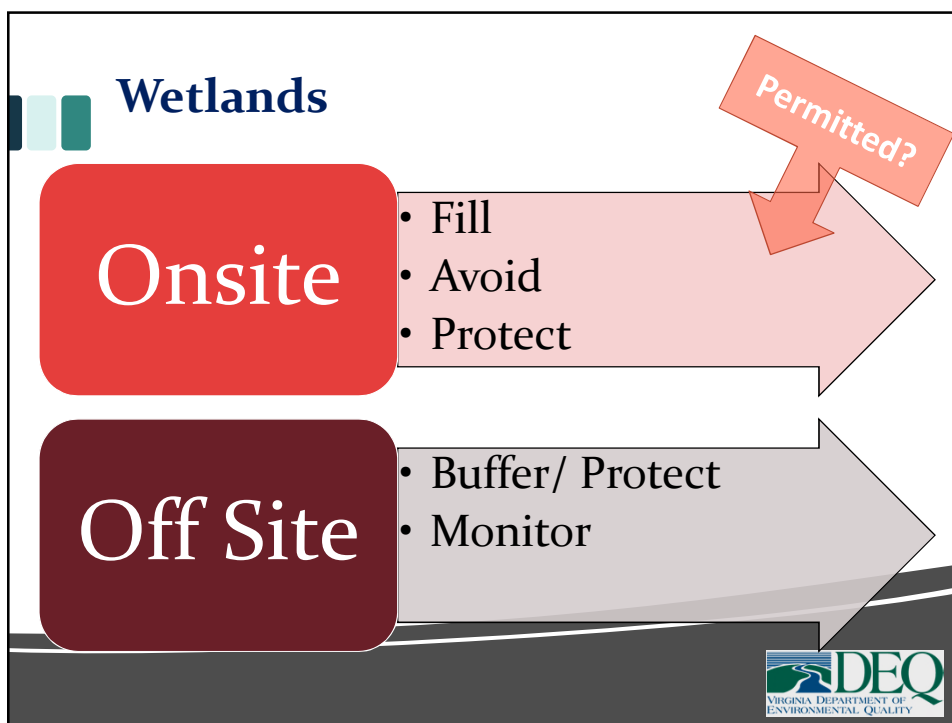 Wetlands
Permitted?
Onsite
• Fill
• Avoid
• Protect
Off Site
• Buffer/ Protect
• Monitor
DEQ
VIRGINIA DEPARTMENT OF
ENVIRONMENTAL QUALITY